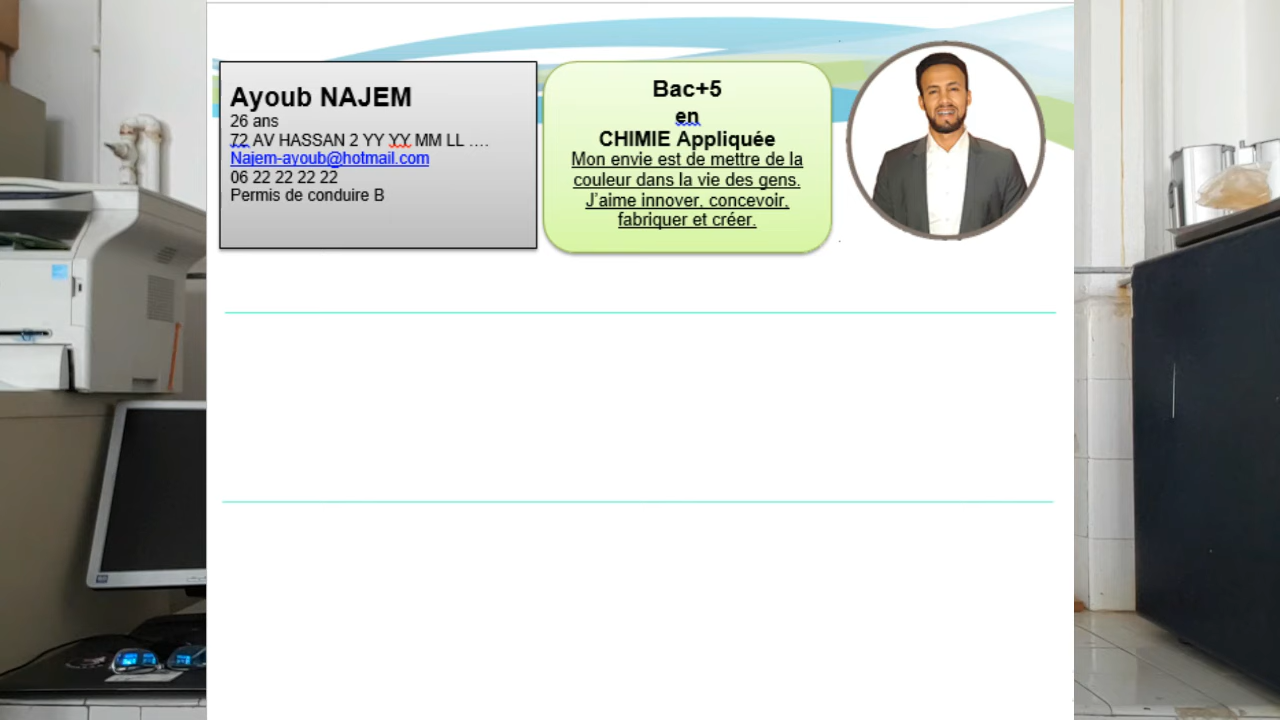 Ayoub NAJEM
26 ans
72 AV HASSAN 2 YY YY MM LL ….
Najem-ayoub@hotmail.com
06 22 22 22 22
Permis de conduire B
Bac+5
en
CHIMIE Appliquée
Mon envie est de mettre de la
couleur dans la vie des gens.
J’aime innover, concevoir,
fabriquer et créer.